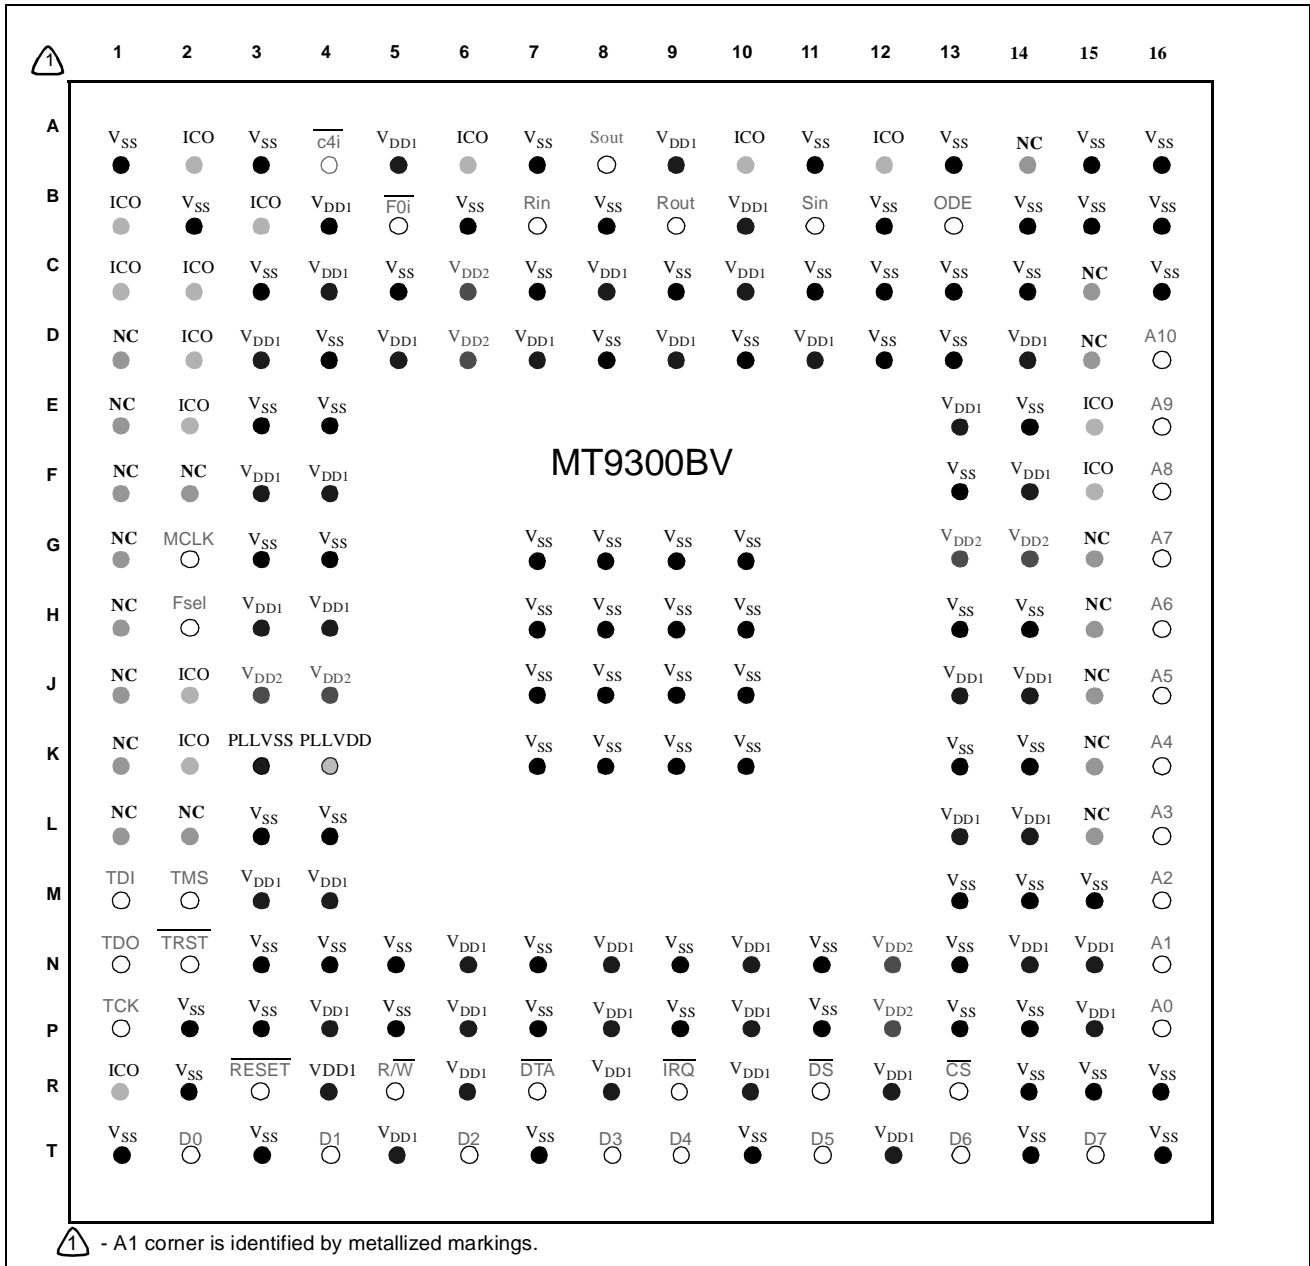 1 1 2 3 4 5 6 7 8 9 10 11 12 13 14 15 16
A VSS ICO VSS c4i VDD1 ICO VSS Sout VDD1 ICO VSS ICO VSS NC VSS VSS
B ICO VSS ICO VDD1 F0i VSS Rin VSS Rout VDD1 Sin VSS ODE VSS VSS VSS
C ICO ICO VSS VDD1 VSS VDD2 VSS VDD1 VSS VDD1 VSS VSS VSS VSS NC VSS
D NC ICO VDD1 VSS VDD1 VDD2 VDD1 VSS VDD1 VSS VDD1 VSS VSS VDD1 NC A10
E NC ICO VSS VSS VDD1 VSS ICO A9
MT9300BV
F NC NC VDD1 VDD1 VSS VDD1 ICO A8
G NC MCLK VSS VSS VSS VSS VSS VSS VDD2 VDD2 NC A7
H NC Fsel VDD1 VDD1 VSS VSS VSS VSS VSS VSS NC A6
J NC ICO VDD2 VDD2 VSS VSS VSS VSS VDD1 VDD1 NC A5
K NC ICO PLLVSS PLLVDD VSS VSS VSS VSS VSS VSS NC A4
L NC NC VSS VSS VDD1 VDD1 NC A3
M TDI TMS VDD1 VDD1 VSS VSS VSS A2
N TDO TRST VSS VSS VSS VDD1 VSS VDD1 VSS VDD1 VSS VDD2 VSS VDD1 VDD1 A1
P TCK VSS VSS VDD1 VSS VDD1 VSS VDD1 VSS VDD1 VSS VDD2 VSS VSS VDD1 A0
R ICO VSS RESET VDD1 R/W VDD1 DTA VDD1 IRQ VDD1 DS VDD1 CS VSS VSS VSS
T VSS D0 VSS D1 VDD1 D2 VSS D3 D4 VSS D5 VDD1 D6 VSS D7 VSS
1 - A1 corner is identified by metallized markings.